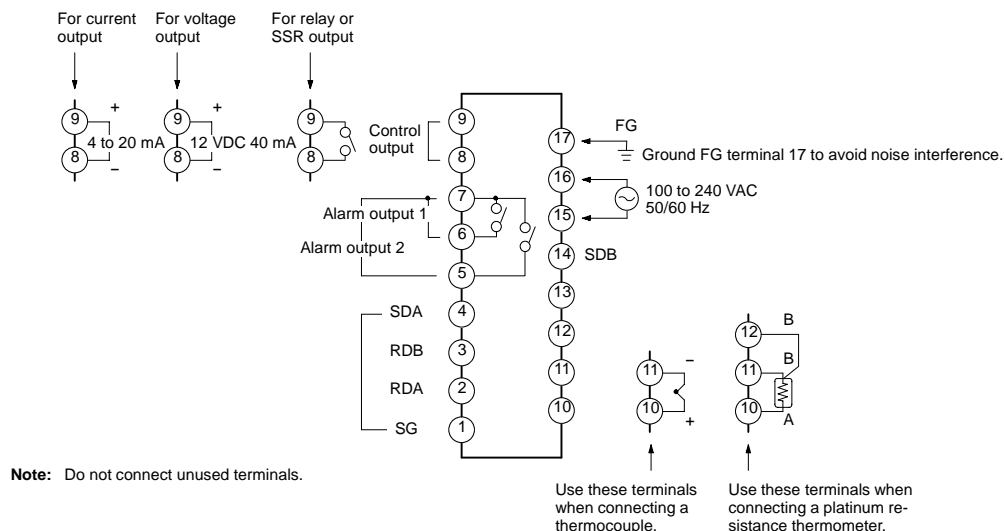 For current
output
For voltage
output
For relay or
SSR output
9
+
4 to 20 mA
8
–
9
+
12 VDC 40 mA
8
–
9
8
9
Control
output
8
7
Alarm output 1
6
Alarm output 2
5
SDA
4
RDB
3
RDA
2
SG
1
17
FG
Ground FG terminal 17 to avoid noise interference.
16
100 to 240 VAC
50/60 Hz
15
14
SDB
13
12
11
10
11
–
10
+
Use these terminals
when connecting a
thermocouple.
12
B
11
B
10
A
Use these terminals when
connecting a platinum re-
sistance thermometer.
Note: Do not connect unused terminals.